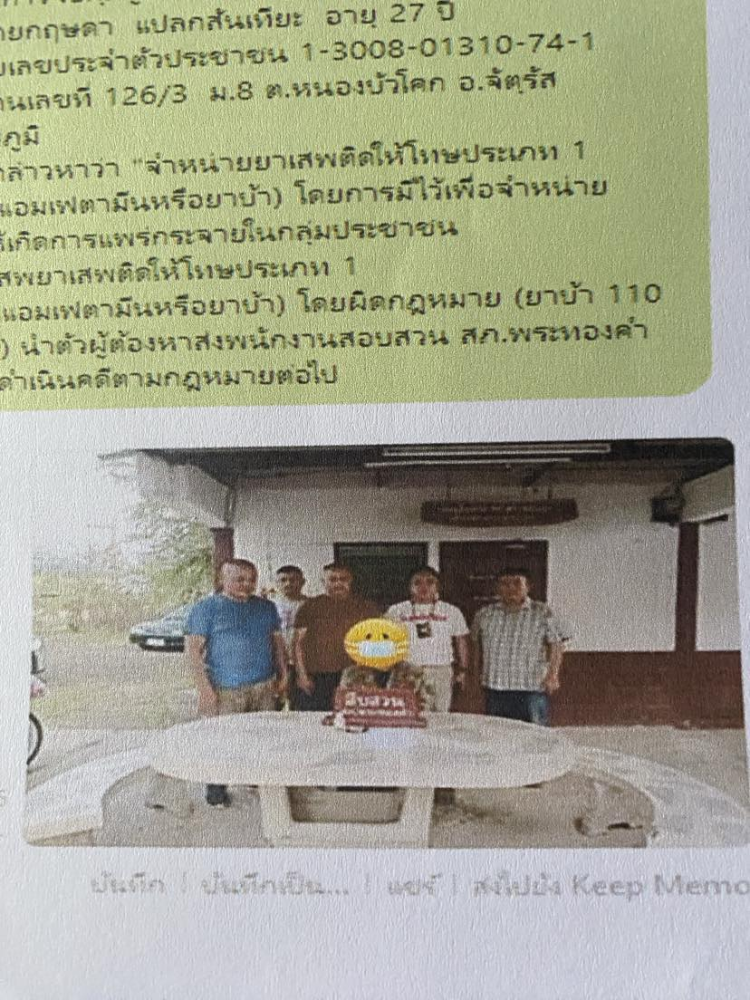 ายกฤษดา แปลกสันเทียะ อายุ 27 ปี
เลขประจำตัวประชาชน 1-3008-01310-74-1
านเลขที่ 126/3 ม.8 ต.หนองบัวโคก อ.จัตุรัส
ภูมิ
กล่าวหาว่า "จำหน่ายยาเสพติดให้โทษประเภท 1
แอมเฟตามีนหรือยาบ้า) โดยการมีไว้เพื่อจำหน่าย
ให้เกิดการแพร่กระจายในกลุ่มประชาชน
สพยาเสพติดให้โทษประเภท 1
แอมเฟตามีนหรือยาบ้า) โดยผิดกฎหมาย (ยาบ้า 110
) นำตัวผู้ต้องหาส่งพนักงานสอบสวน สภ.พระทองคำ
ดำเนินคดีตามกฎหมายต่อไป
สืบสวน
บันทึก | บันทึกเป็น... | แชร์ | ส่งไปยัง Keep Memo